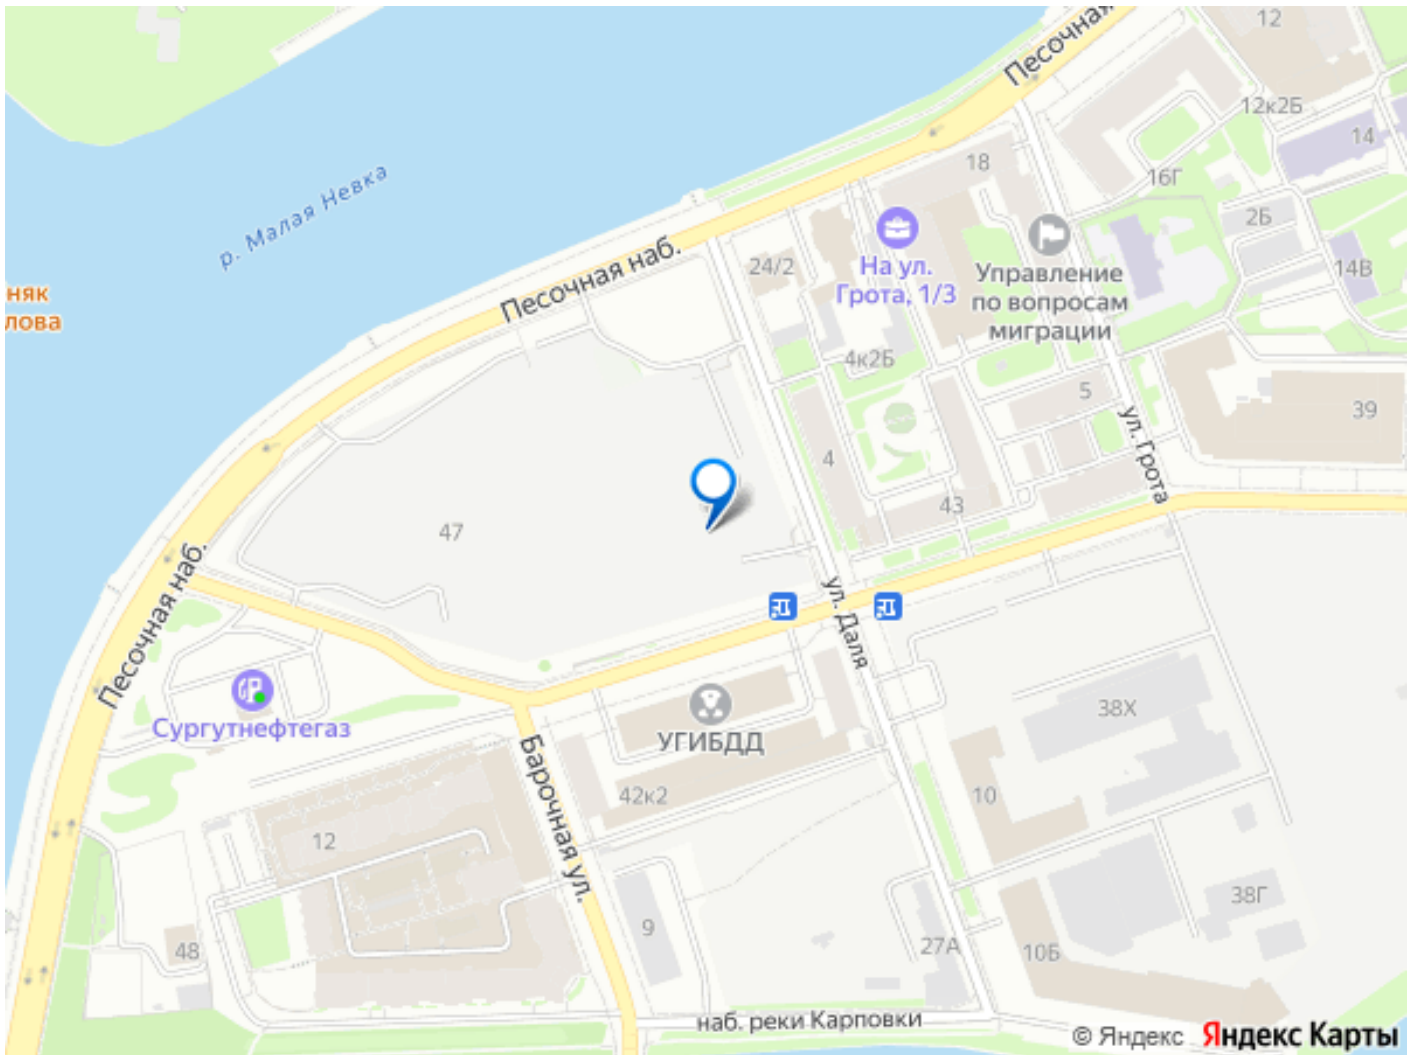 12
Песочная
12к2Б
14
18
16Г
р. Малая Невка
2Б
Песочная наб.
24/2
На ул.
Грота, 1/3
Управление
по вопросам
миграции
14В
няк
лова
4к2Б
5
39
ул. Грота
4
43
47
Песочная наб.
ул. Даля
Сургутнефтегаз
УГИБДД
38Х
Барочная ул.
42к2
10
12
38Г
9
48
27А
10Б
наб. реки Карповки
© Яндекс Яндекс Карты